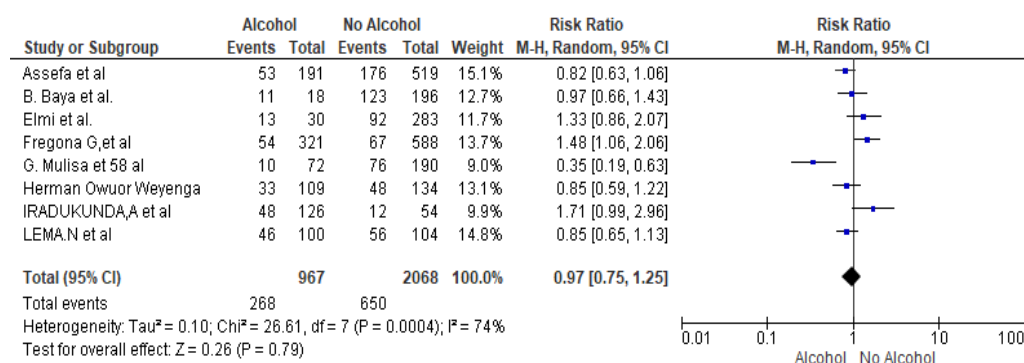 Alcohol No Alcohol Risk Ratio Risk Ratio
Study or Subgroup Events Total Events Total Weight M-H, Random, 95% CI M-H, Random, 95% CI
Assefa et al 53 191 176 519 15.1% 0.82 [0.63, 1.06]
B. Baya et al. 11 18 123 196 12.7% 0.97 [0.66, 1.43]
Elmi et al. 13 30 92 283 11.7% 1.33 [0.86, 2.07]
Fregona G,et al 54 321 67 588 13.7% 1.48 [1.06, 2.06]
G. Mulisa et 58 al 10 72 76 190 9.0% 0.35 [0.19, 0.63]
Herman Owuor Weyenga 33 109 48 134 13.1% 0.85 [0.59, 1.22]
IRADUKUNDA,A et al 48 126 12 54 9.9% 1.71 [0.99, 2.96]
LEMA.N et al 46 100 56 104 14.8% 0.85 [0.65, 1.13]
Total (95% CI) 967 2068 100.0% 0.97 [0.75, 1.25]
Total events 268 650
Heterogeneity: Tau² = 0.10; Chi² = 26.61, df = 7 (P = 0.0004); I² = 74%
Test for overall effect: Z = 0.26 (P = 0.79)
0.01 0.1 1 10 100
Alcohol No Alcohol